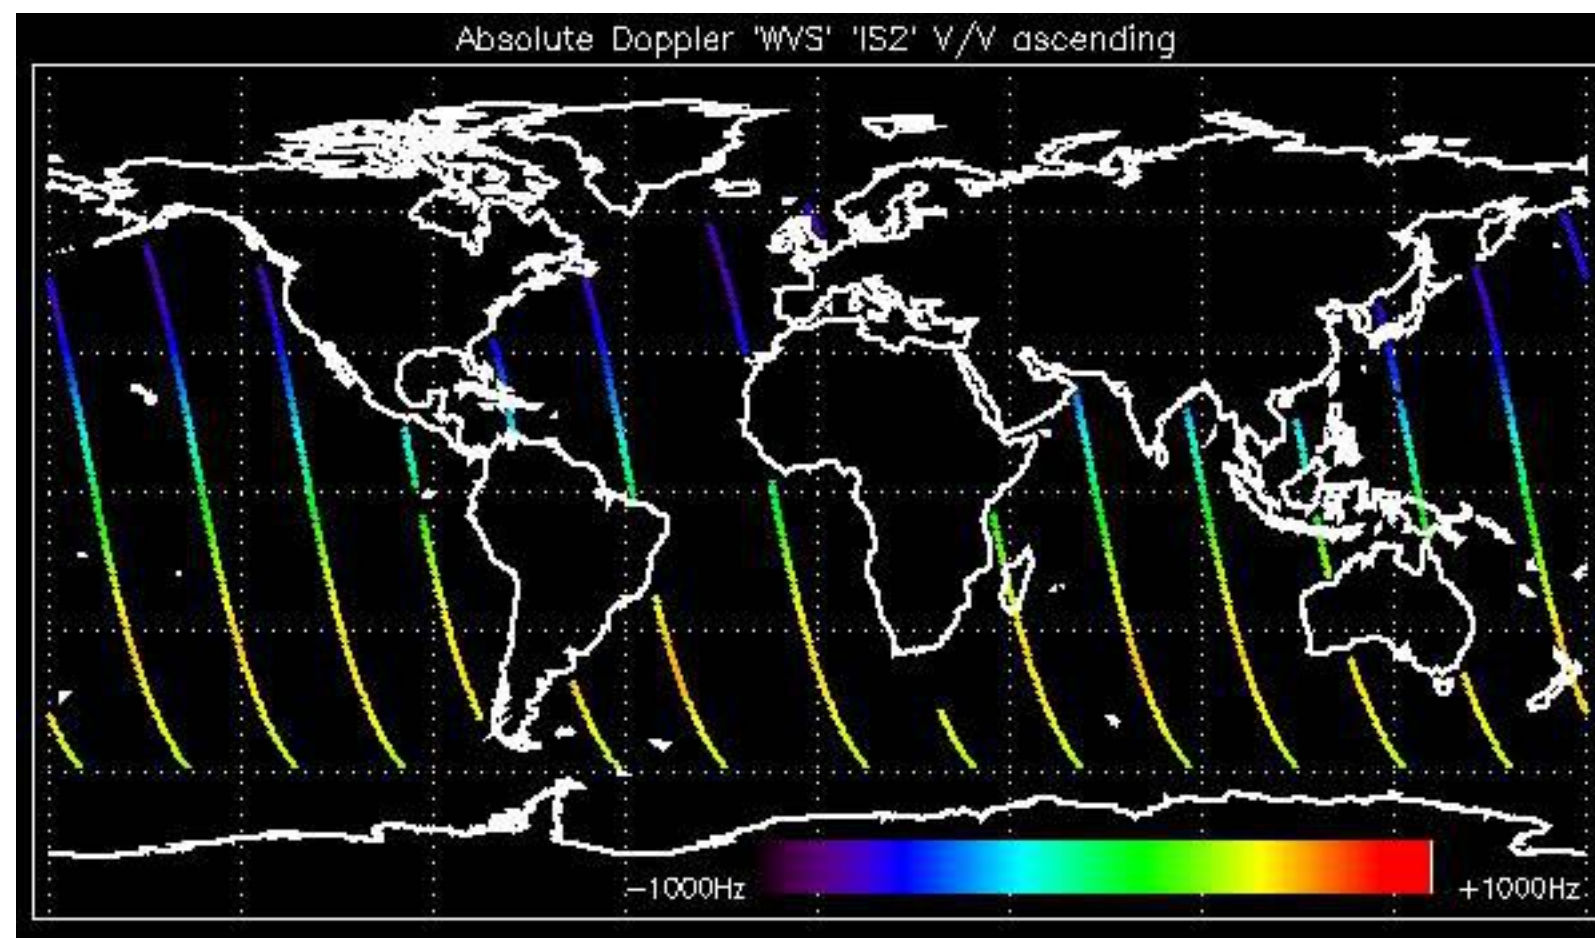 Absolute Doppler 'WVS' 'IS2' V/V ascending
−1000Hz +1000Hz